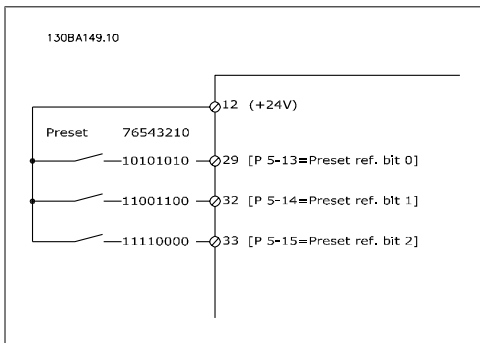 130BA149.10
12 (+24V)
Preset 76543210
10101010 29 [P 5-13=Preset ref. bit 0]
11001100 32 [P 5-14=Preset ref. bit 1]
11110000 33 [P 5-15=Preset ref. bit 2]